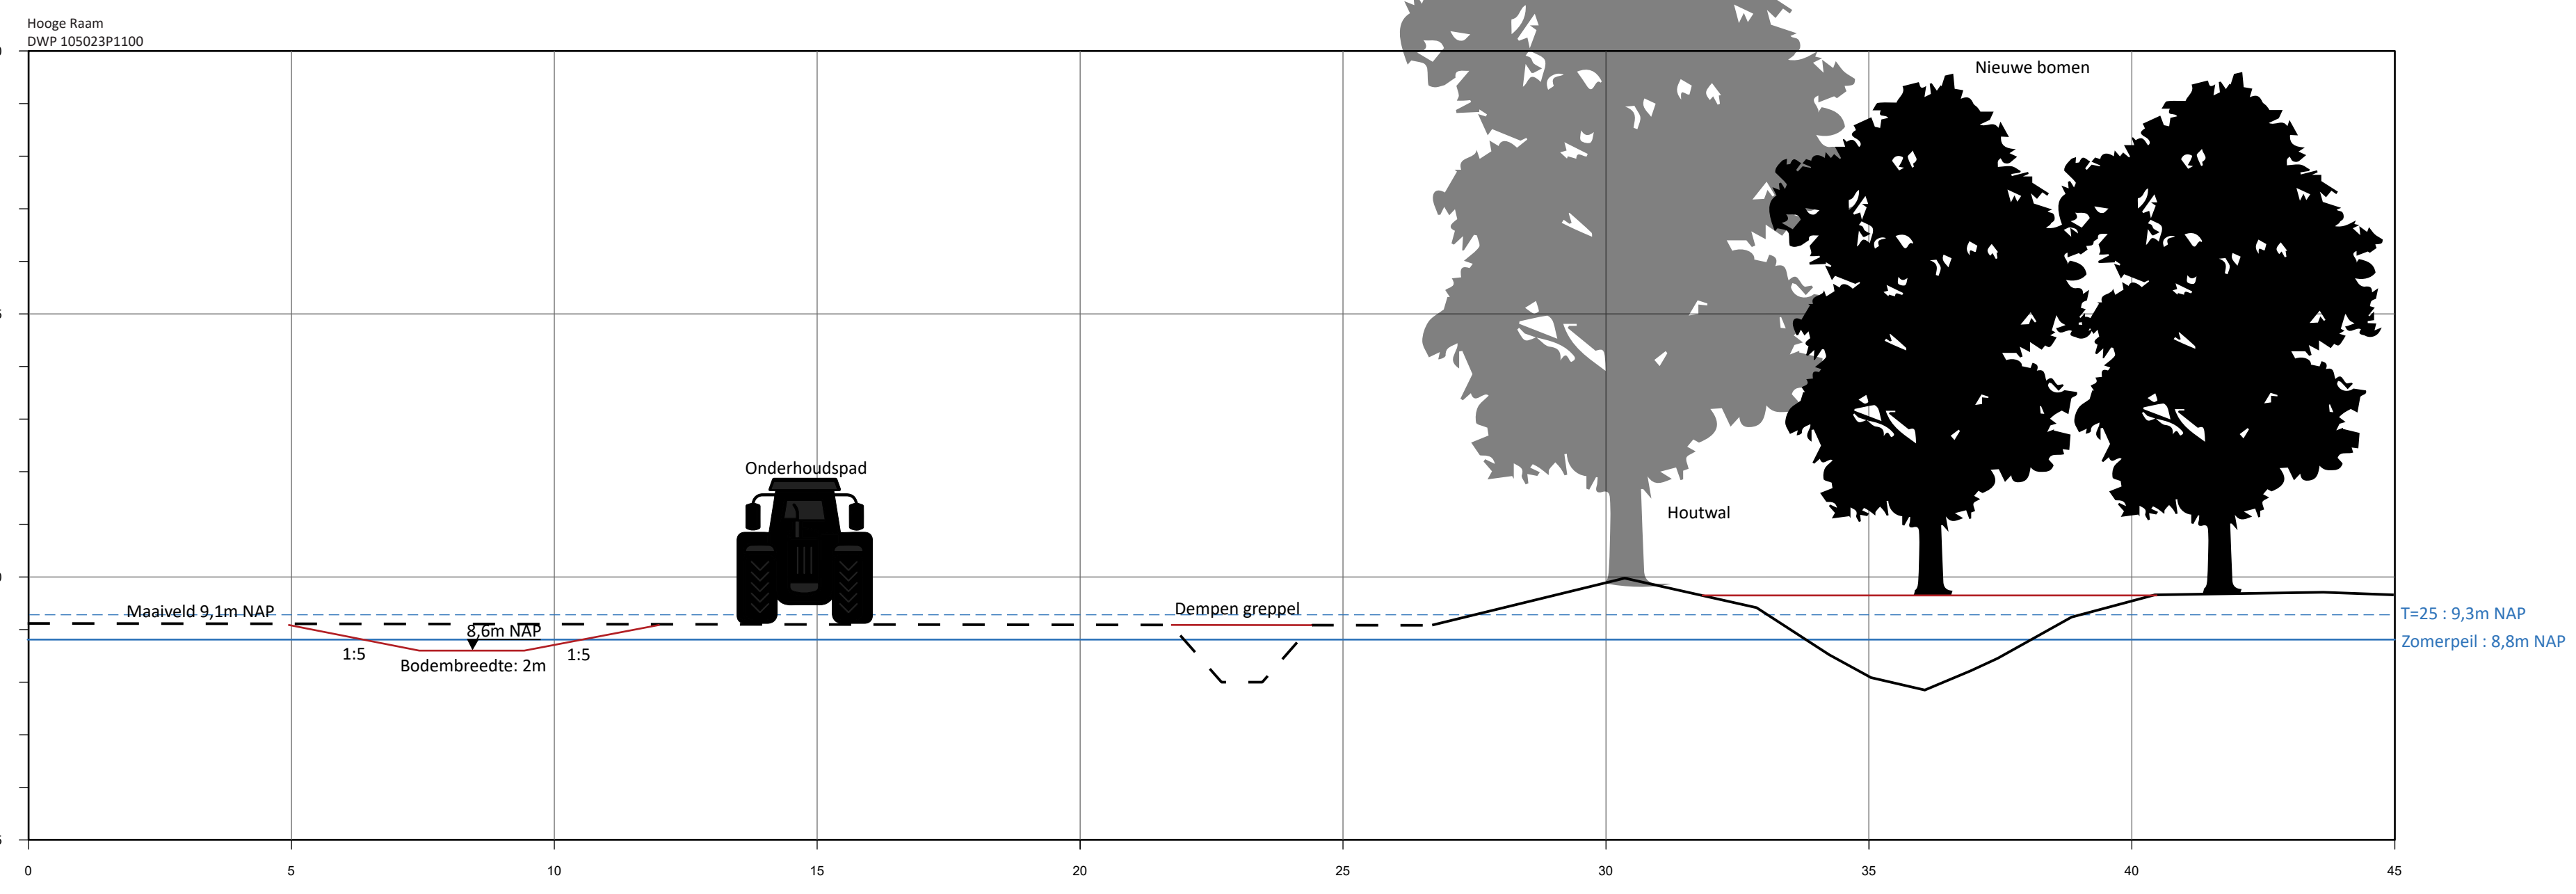 Hooge Raam
DWP 105023P1100
Nieuwe bomen
Onderhoudspad
Houtwal
Maaiveld 9,1m NAP
Dempen greppel
T=25 : 9,3m NAP
8,6m NAP
Zomerpeil : 8,8m NAP
1:5
1:5
Bodembreedte: 2m
0 5 10 15 20 25 30 35 40 45